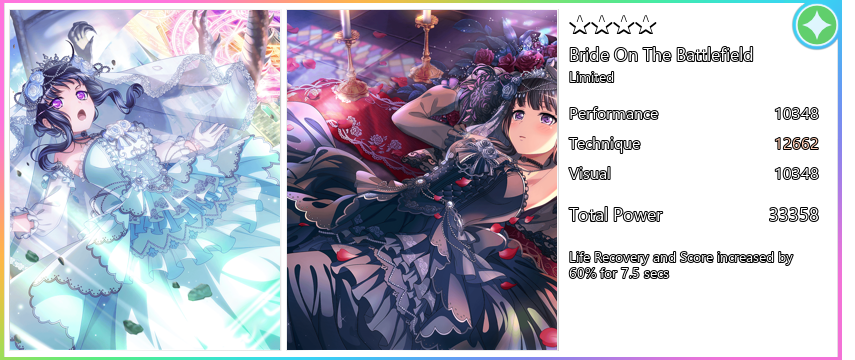 Bride On The Battlefield
Limited
Performance 10348
Technique 12662
Visual 10348
Total Power 33358
Life Recovery and Score increased by
60% for 7.5 secs